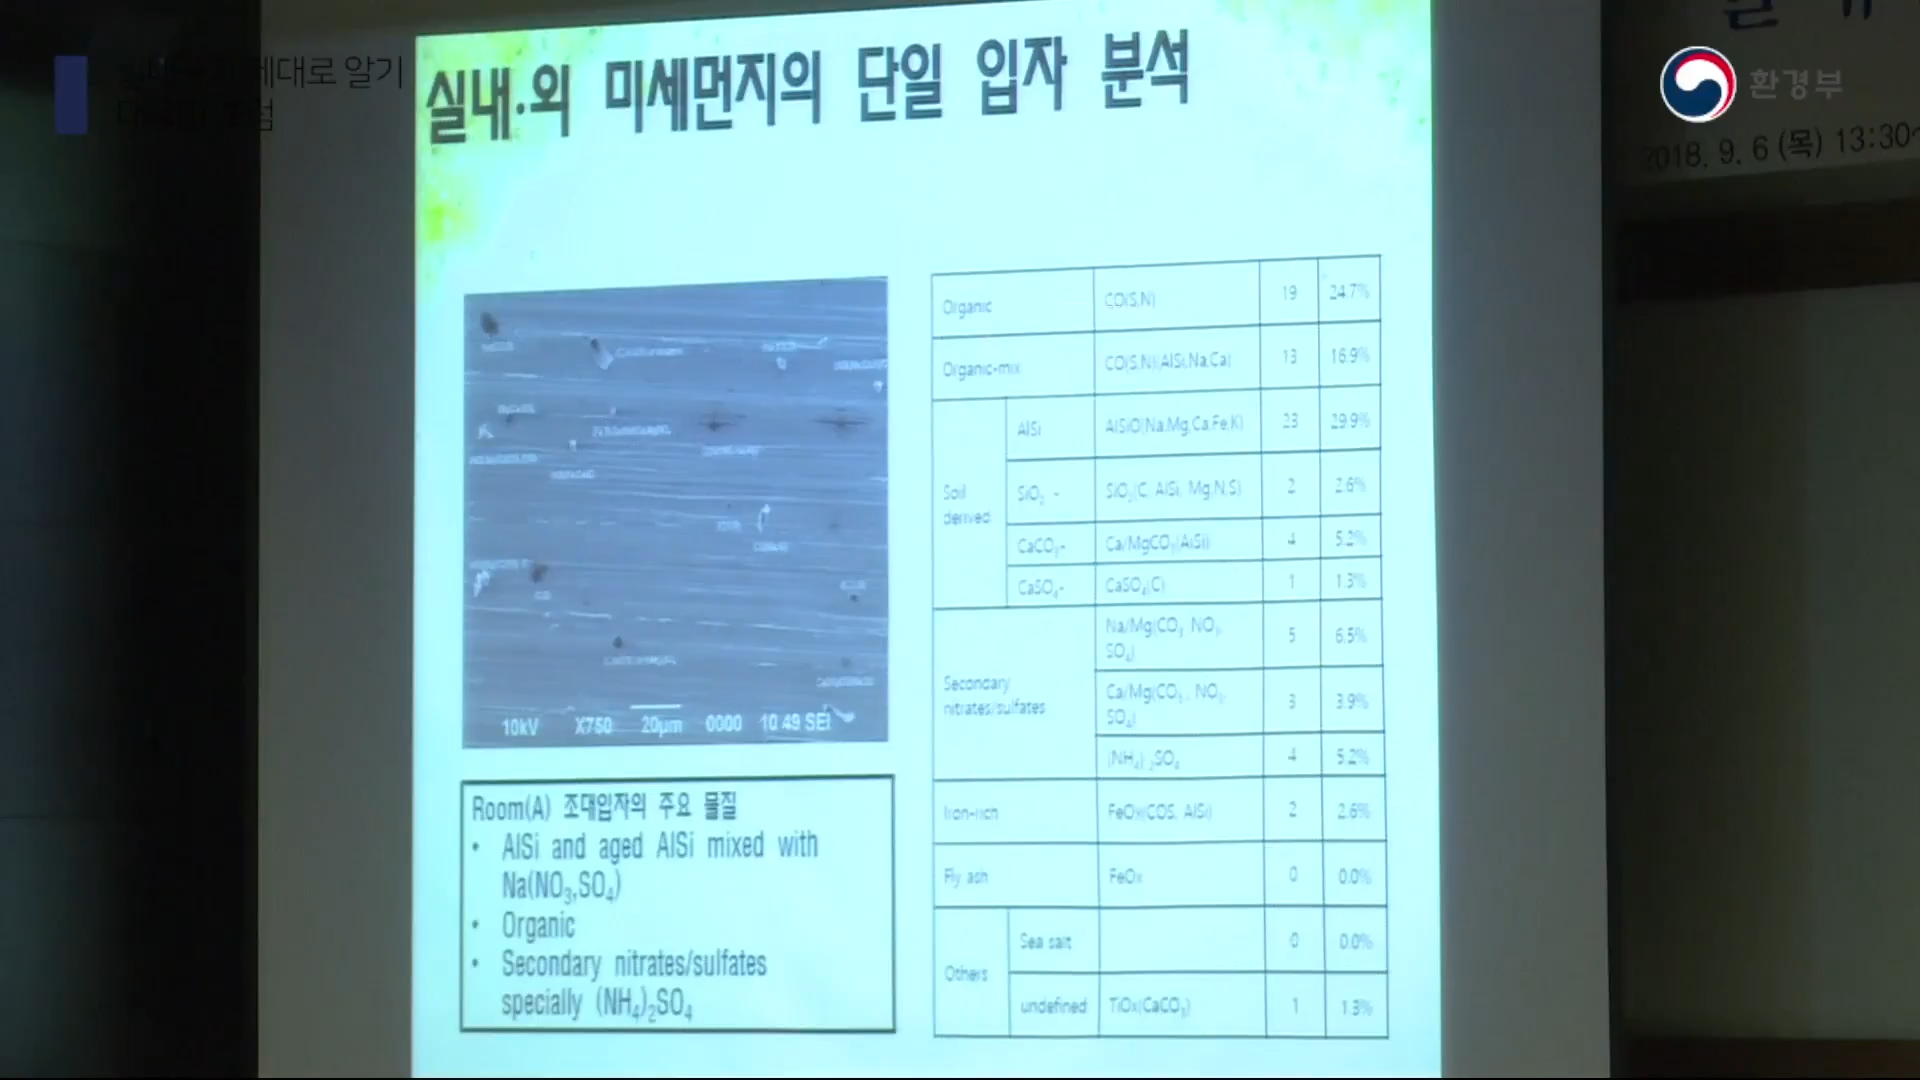 제대로 알기
환경부
2018. 9. 6 (목) 13:30~
실내·외 미세먼지의 단일 입자 분석
10kV X750 20μm 0000 10 49 SEI
Room(A) 조대입자의 주요 물질
• AlSi and aged AlSi mixed with
Na(NO₃,SO₄)
• Organic
• Secondary nitrates/sulfates
specially (NH₄)₂SO₄
Organic CO(S,N) 19 24.7%
Organic-mix CO(S,N)(AlSi,Na,Ca) 13 16.9%
Soil
derived
AlSi AlSiO(Na,Mg,Ca,Fe,K) 23 29.9%
SiO₂ - SiO₂(C, AlSi, Mg,N,S) 2 2.6%
CaCO₃- Ca/MgCO₃(AlSi) 4 5.2%
CaSO₄- CaSO₄(C) 1 1.3%
Secondary
nitrates/sulfates
Na/Mg(CO₃, NO₃,
SO₄) 5 6.5%
Ca/Mg(CO₃, NO₃,
SO₄) 3 3.9%
(NH₄)₂SO₄ 4 5.2%
Iron-rich FeOx(COS, AlSi) 2 2.6%
Fly ash FeOx 0 0.0%
Others
Sea salt 0 0.0%
undefined TiOx(CaCO₃) 1 1.3%